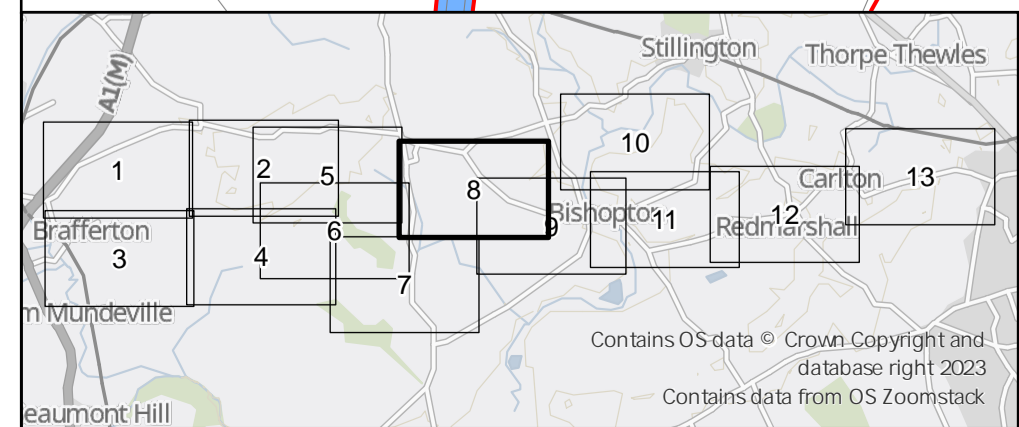 Stillington
Thorpe Thewles
A1(M)
10
1
2
5
8
Carlton
13
Bishopton
11
Redmarshall
12
Brafferton
6
9
3
4
7
m Mundeville
Contains OS data © Crown Copyright and
database right 2023
Contains data from OS Zoomstack
eaumont Hill